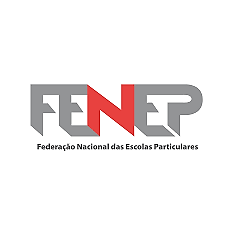 FENEP
Federação Nacional das Escolas Particulares